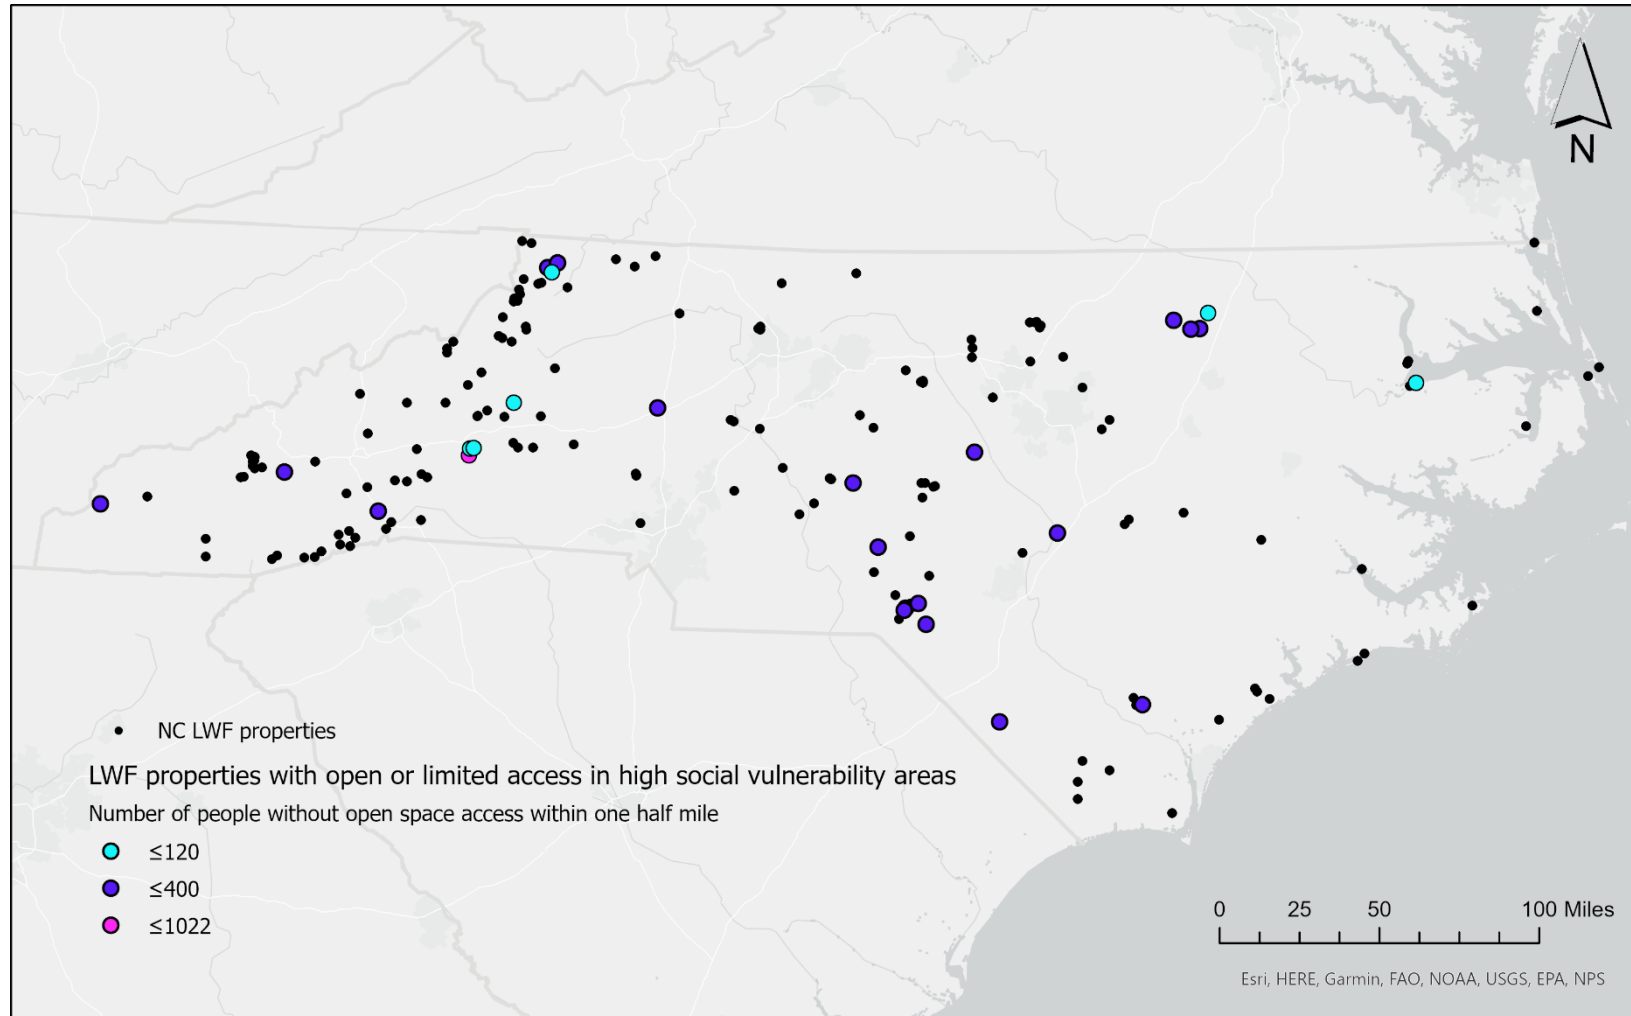 N
NC LWF properties
LWF properties with open or limited access in high social vulnerability areas
Number of people without open space access within one half mile
≤120
≤400
≤1022
0 25 50 100 Miles
Esri, HERE, Garmin, FAO, NOAA, USGS, EPA, NPS